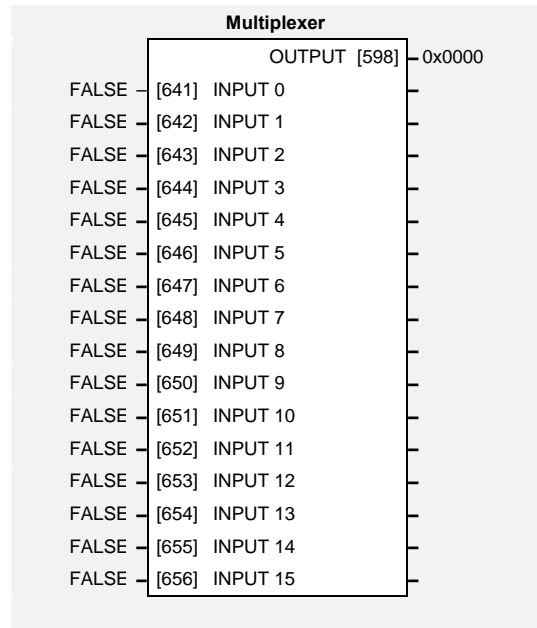 Multiplexer
OUTPUT [598] 0x0000
FALSE [641] INPUT 0
FALSE [642] INPUT 1
FALSE [643] INPUT 2
FALSE [644] INPUT 3
FALSE [645] INPUT 4
FALSE [646] INPUT 5
FALSE [647] INPUT 6
FALSE [648] INPUT 7
FALSE [649] INPUT 8
FALSE [650] INPUT 9
FALSE [651] INPUT 10
FALSE [652] INPUT 11
FALSE [653] INPUT 12
FALSE [654] INPUT 13
FALSE [655] INPUT 14
FALSE [656] INPUT 15